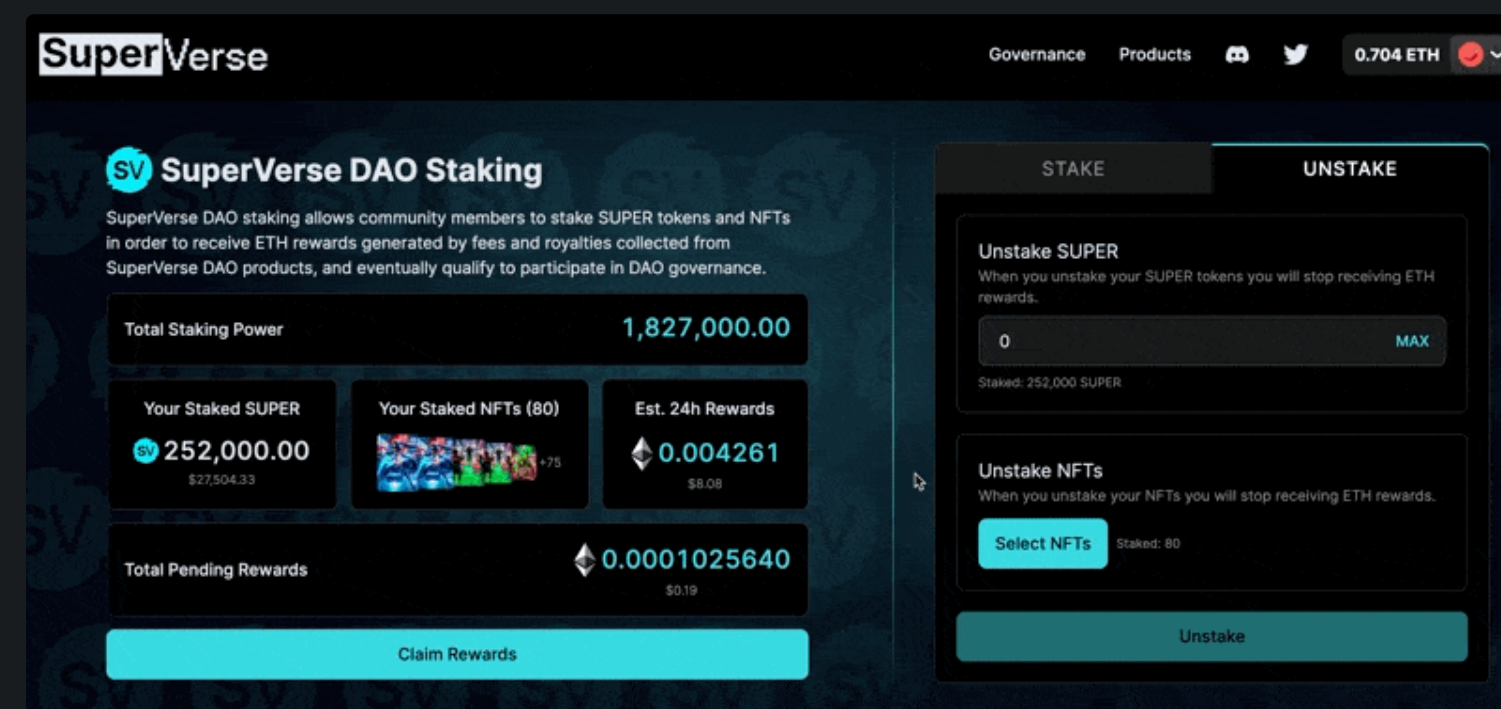 SuperVerse
Governance
Products
0.704 ETH
SV SuperVerse DAO Staking
SuperVerse DAO staking allows community members to stake SUPER tokens and NFTs
in order to receive ETH rewards generated by fees and royalties collected from
SuperVerse DAO products, and eventually qualify to participate in DAO governance.
Total Staking Power
1,827,000.00
Your Staked SUPER
SV 252,000.00
$27,504.33
Your Staked NFTs (80)
+75
Est. 24h Rewards
0.004261
$8.08
Total Pending Rewards
0.0001025640
$0.19
Claim Rewards
STAKE
UNSTAKE
Unstake SUPER
When you unstake your SUPER tokens you will stop receiving ETH
rewards.
0
MAX
Staked: 252,000 SUPER
Unstake NFTs
When you unstake your NFTs you will stop receiving ETH rewards.
Select NFTs
Staked: 80
Unstake